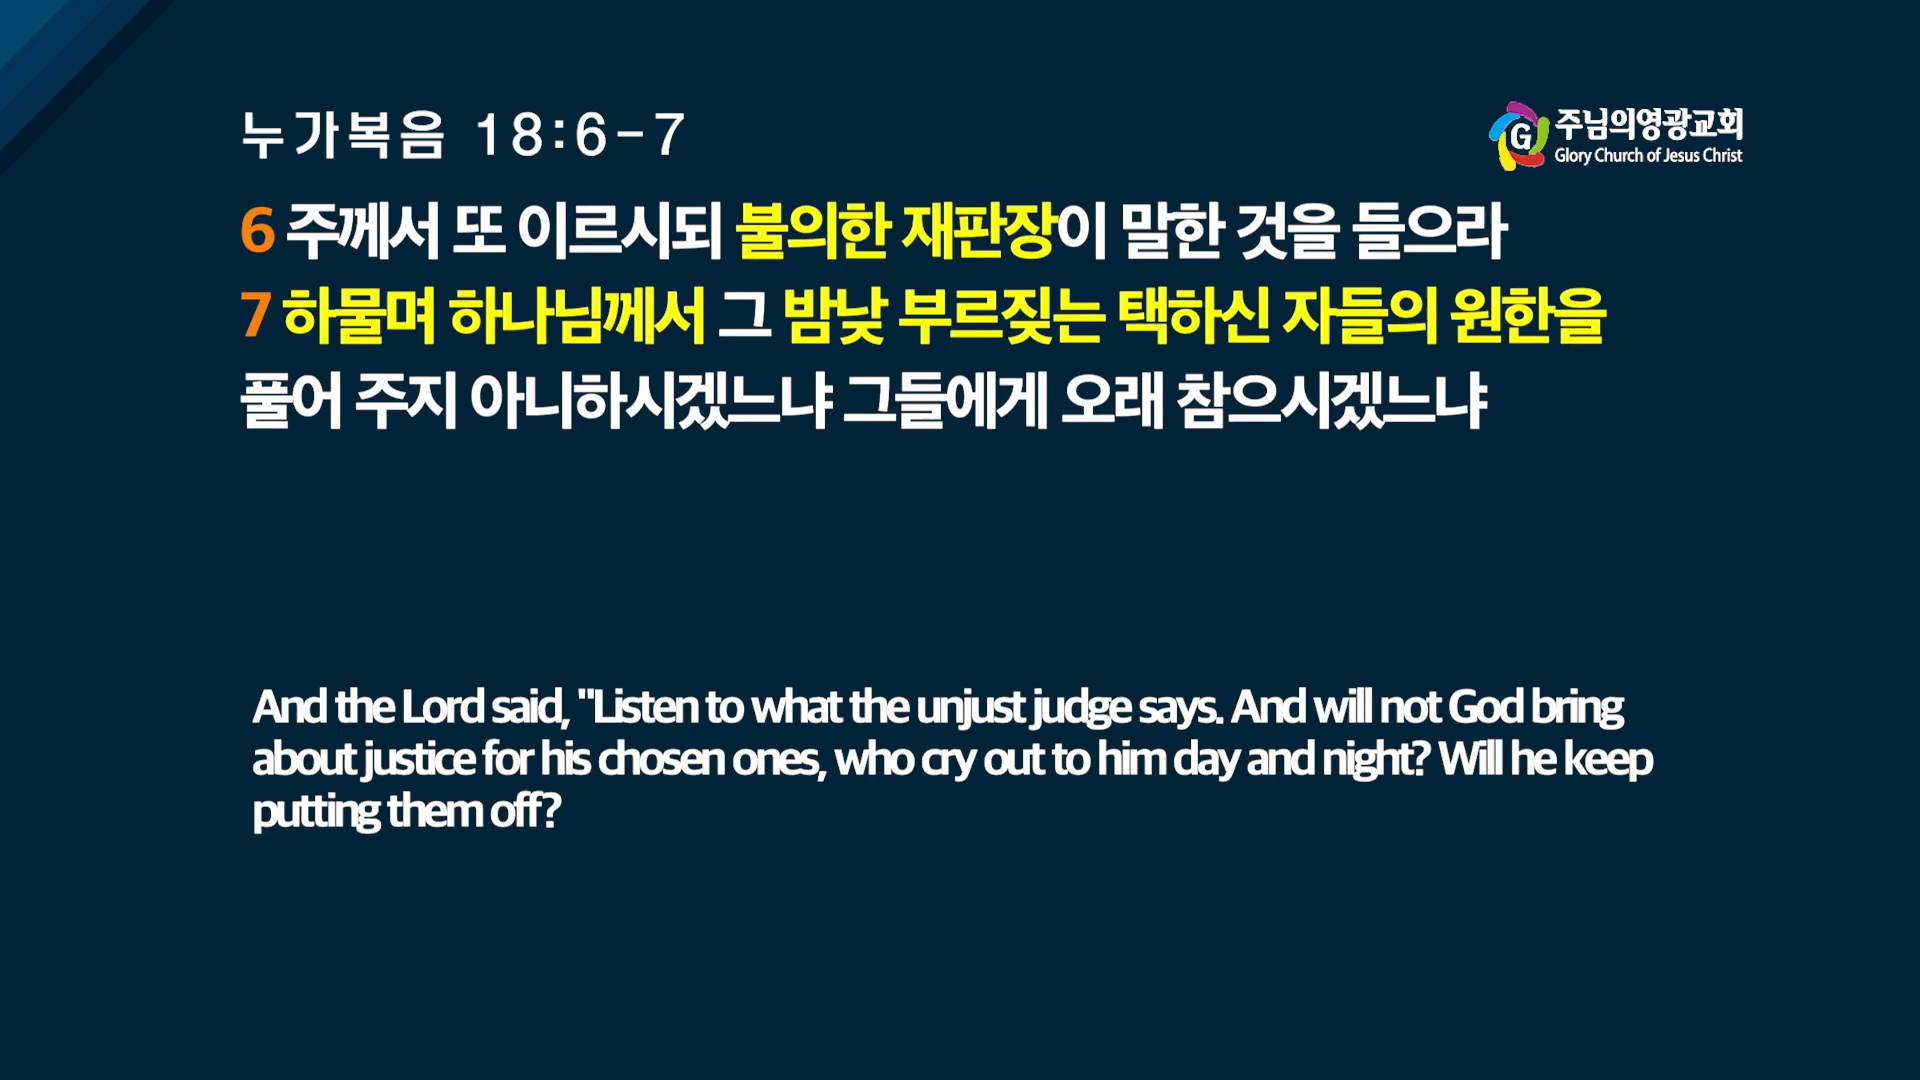 누가복음 18:6-7
G 주님의영광교회
Glory Church of Jesus Christ
6 주께서 또 이르시되 불의한 재판장이 말한 것을 들으라
7 하물며 하나님께서 그 밤낮 부르짖는 택하신 자들의 원한을
풀어 주지 아니하시겠느냐 그들에게 오래 참으시겠느냐
And the Lord said, "Listen to what the unjust judge says. And will not God bring
about justice for his chosen ones, who cry out to him day and night? Will he keep
putting them off?